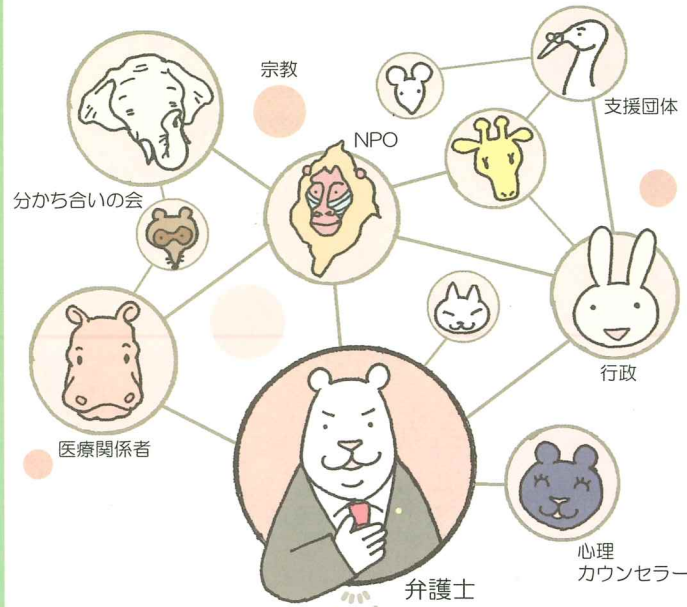 宗教
NPO
支援団体
分かち合いの会
行政
医療関係者
心理
カウンセラー
弁護士